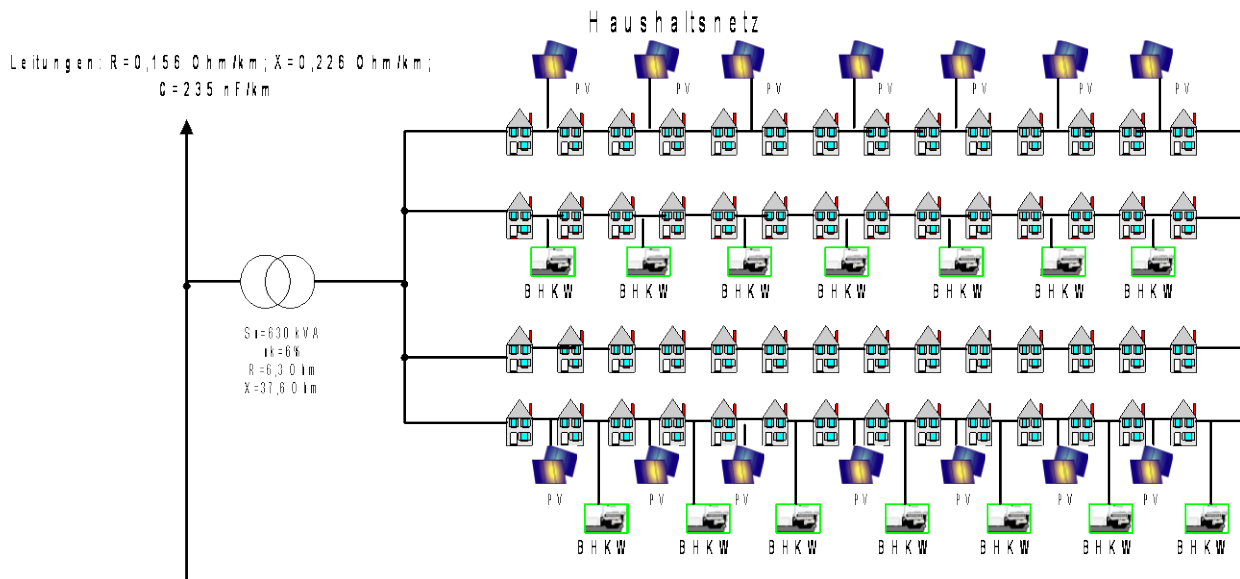 Haushaltsnetz
Leitungen: R=0,156 Ohm/km; X=0,226 Ohm/km;
C=235 nF/km
PV
PV
PV
PV
PV
PV
PV
BHKW
BHKW
BHKW
BHKW
BHKW
BHKW
BHKW
Sn=630 kVA
uk=6%
R=6,3 Ohm
X=37,6 Ohm
PV
PV
PV
PV
PV
PV
PV
BHKW
BHKW
BHKW
BHKW
BHKW
BHKW
BHKW